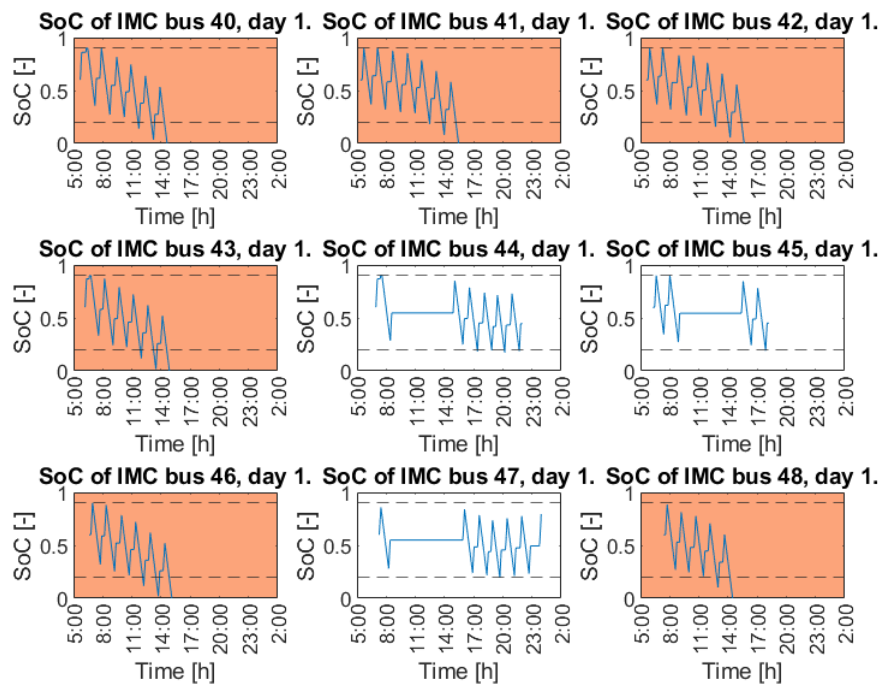 SoC of IMC bus 40, day 1. SoC of IMC bus 41, day 1. SoC of IMC bus 42, day 1.
SoC [-] 1 0.5 0 SoC [-] 1 0.5 0 SoC [-] 1 0.5 0
5:00 8:00 11:00 14:00 17:00 20:00 23:00 2:00 5:00 8:00 11:00 14:00 17:00 20:00 23:00 2:00 5:00 8:00 11:00 14:00 17:00 20:00 23:00 2:00
Time [h] Time [h] Time [h]
SoC of IMC bus 43, day 1. SoC of IMC bus 44, day 1. SoC of IMC bus 45, day 1.
SoC [-] 1 0.5 0 SoC [-] 1 0.5 0 SoC [-] 1 0.5 0
5:00 8:00 11:00 14:00 17:00 20:00 23:00 2:00 5:00 8:00 11:00 14:00 17:00 20:00 23:00 2:00 5:00 8:00 11:00 14:00 17:00 20:00 23:00 2:00
Time [h] Time [h] Time [h]
SoC of IMC bus 46, day 1. SoC of IMC bus 47, day 1. SoC of IMC bus 48, day 1.
SoC [-] 1 0.5 0 SoC [-] 1 0.5 0 SoC [-] 1 0.5 0
5:00 8:00 11:00 14:00 17:00 20:00 23:00 2:00 5:00 8:00 11:00 14:00 17:00 20:00 23:00 2:00 5:00 8:00 11:00 14:00 17:00 20:00 23:00 2:00
Time [h] Time [h] Time [h]